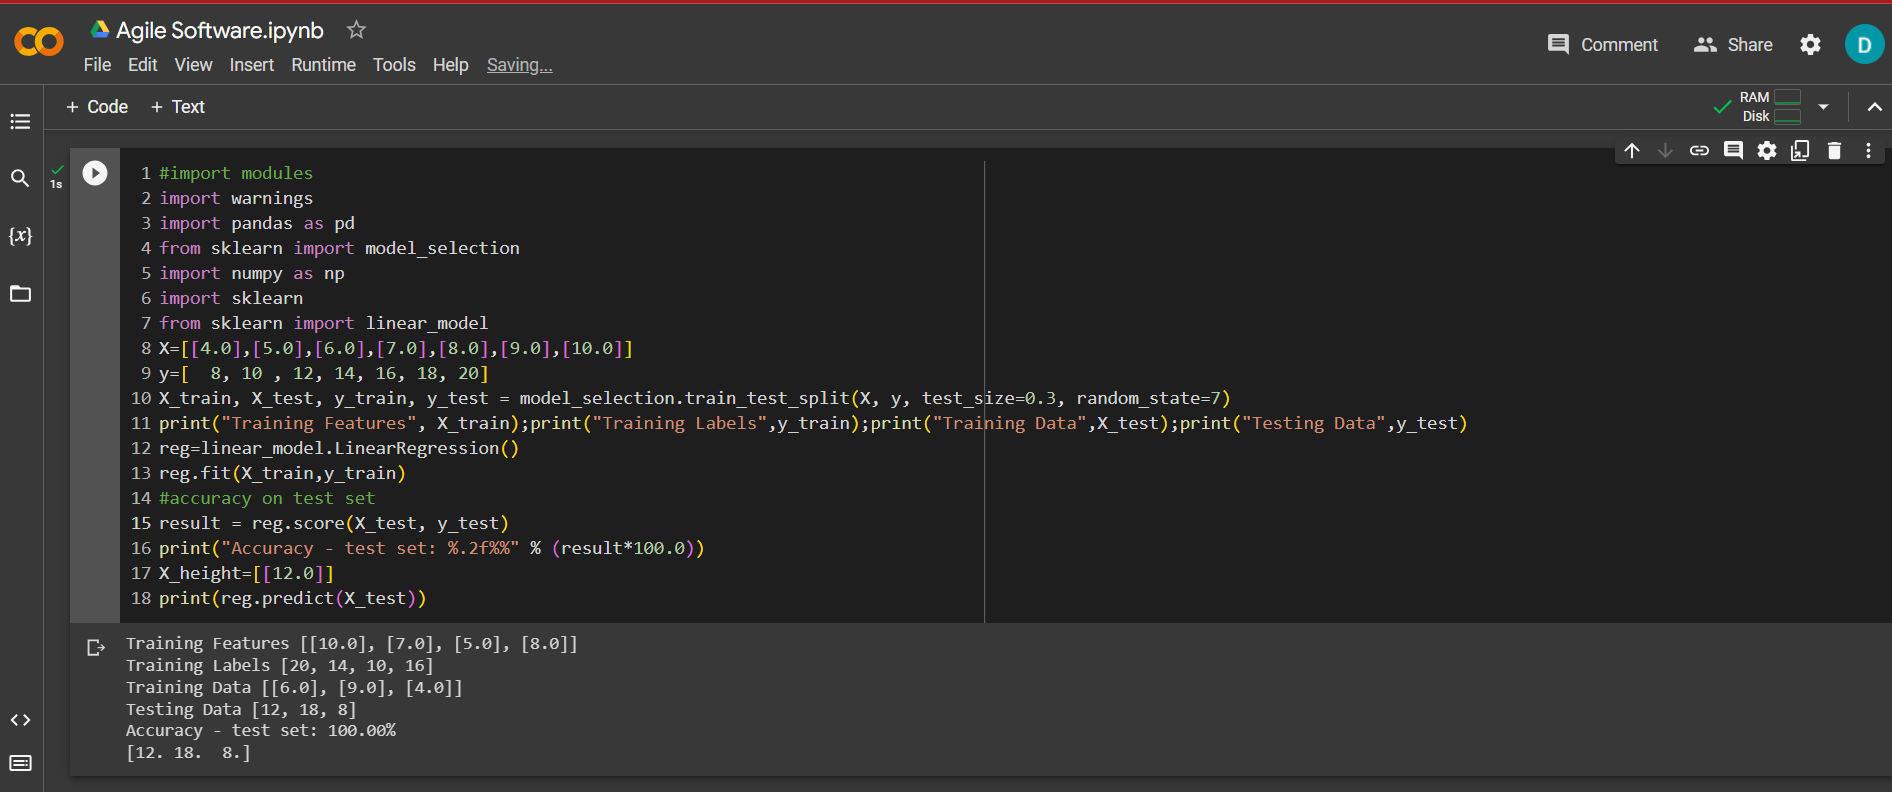 Agile Software.ipynb
File Edit View Insert Runtime Tools Help Saving...
Comment Share D
+ Code + Text
RAM
Disk
1s
{x}
1 #import modules
2 import warnings
3 import pandas as pd
4 from sklearn import model_selection
5 import numpy as np
6 import sklearn
7 from sklearn import linear_model
8 X=[[4.0],[5.0],[6.0],[7.0],[8.0],[9.0],[10.0]]
9 y=[  8, 10 , 12, 14, 16, 18, 20]
10 X_train, X_test, y_train, y_test = model_selection.train_test_split(X, y, test_size=0.3, random_state=7)
11 print("Training Features", X_train);print("Training Labels",y_train);print("Training Data",X_test);print("Testing Data",y_test)
12 reg=linear_model.LinearRegression()
13 reg.fit(X_train,y_train)
14 #accuracy on test set
15 result = reg.score(X_test, y_test)
16 print("Accuracy - test set: %.2f%%" % (result*100.0))
17 X_height=[[12.0]]
18 print(reg.predict(X_test))
Training Features [[10.0], [7.0], [5.0], [8.0]]
Training Labels [20, 14, 10, 16]
Training Data [[6.0], [9.0], [4.0]]
Testing Data [12, 18, 8]
Accuracy - test set: 100.00%
[12. 18.  8.]